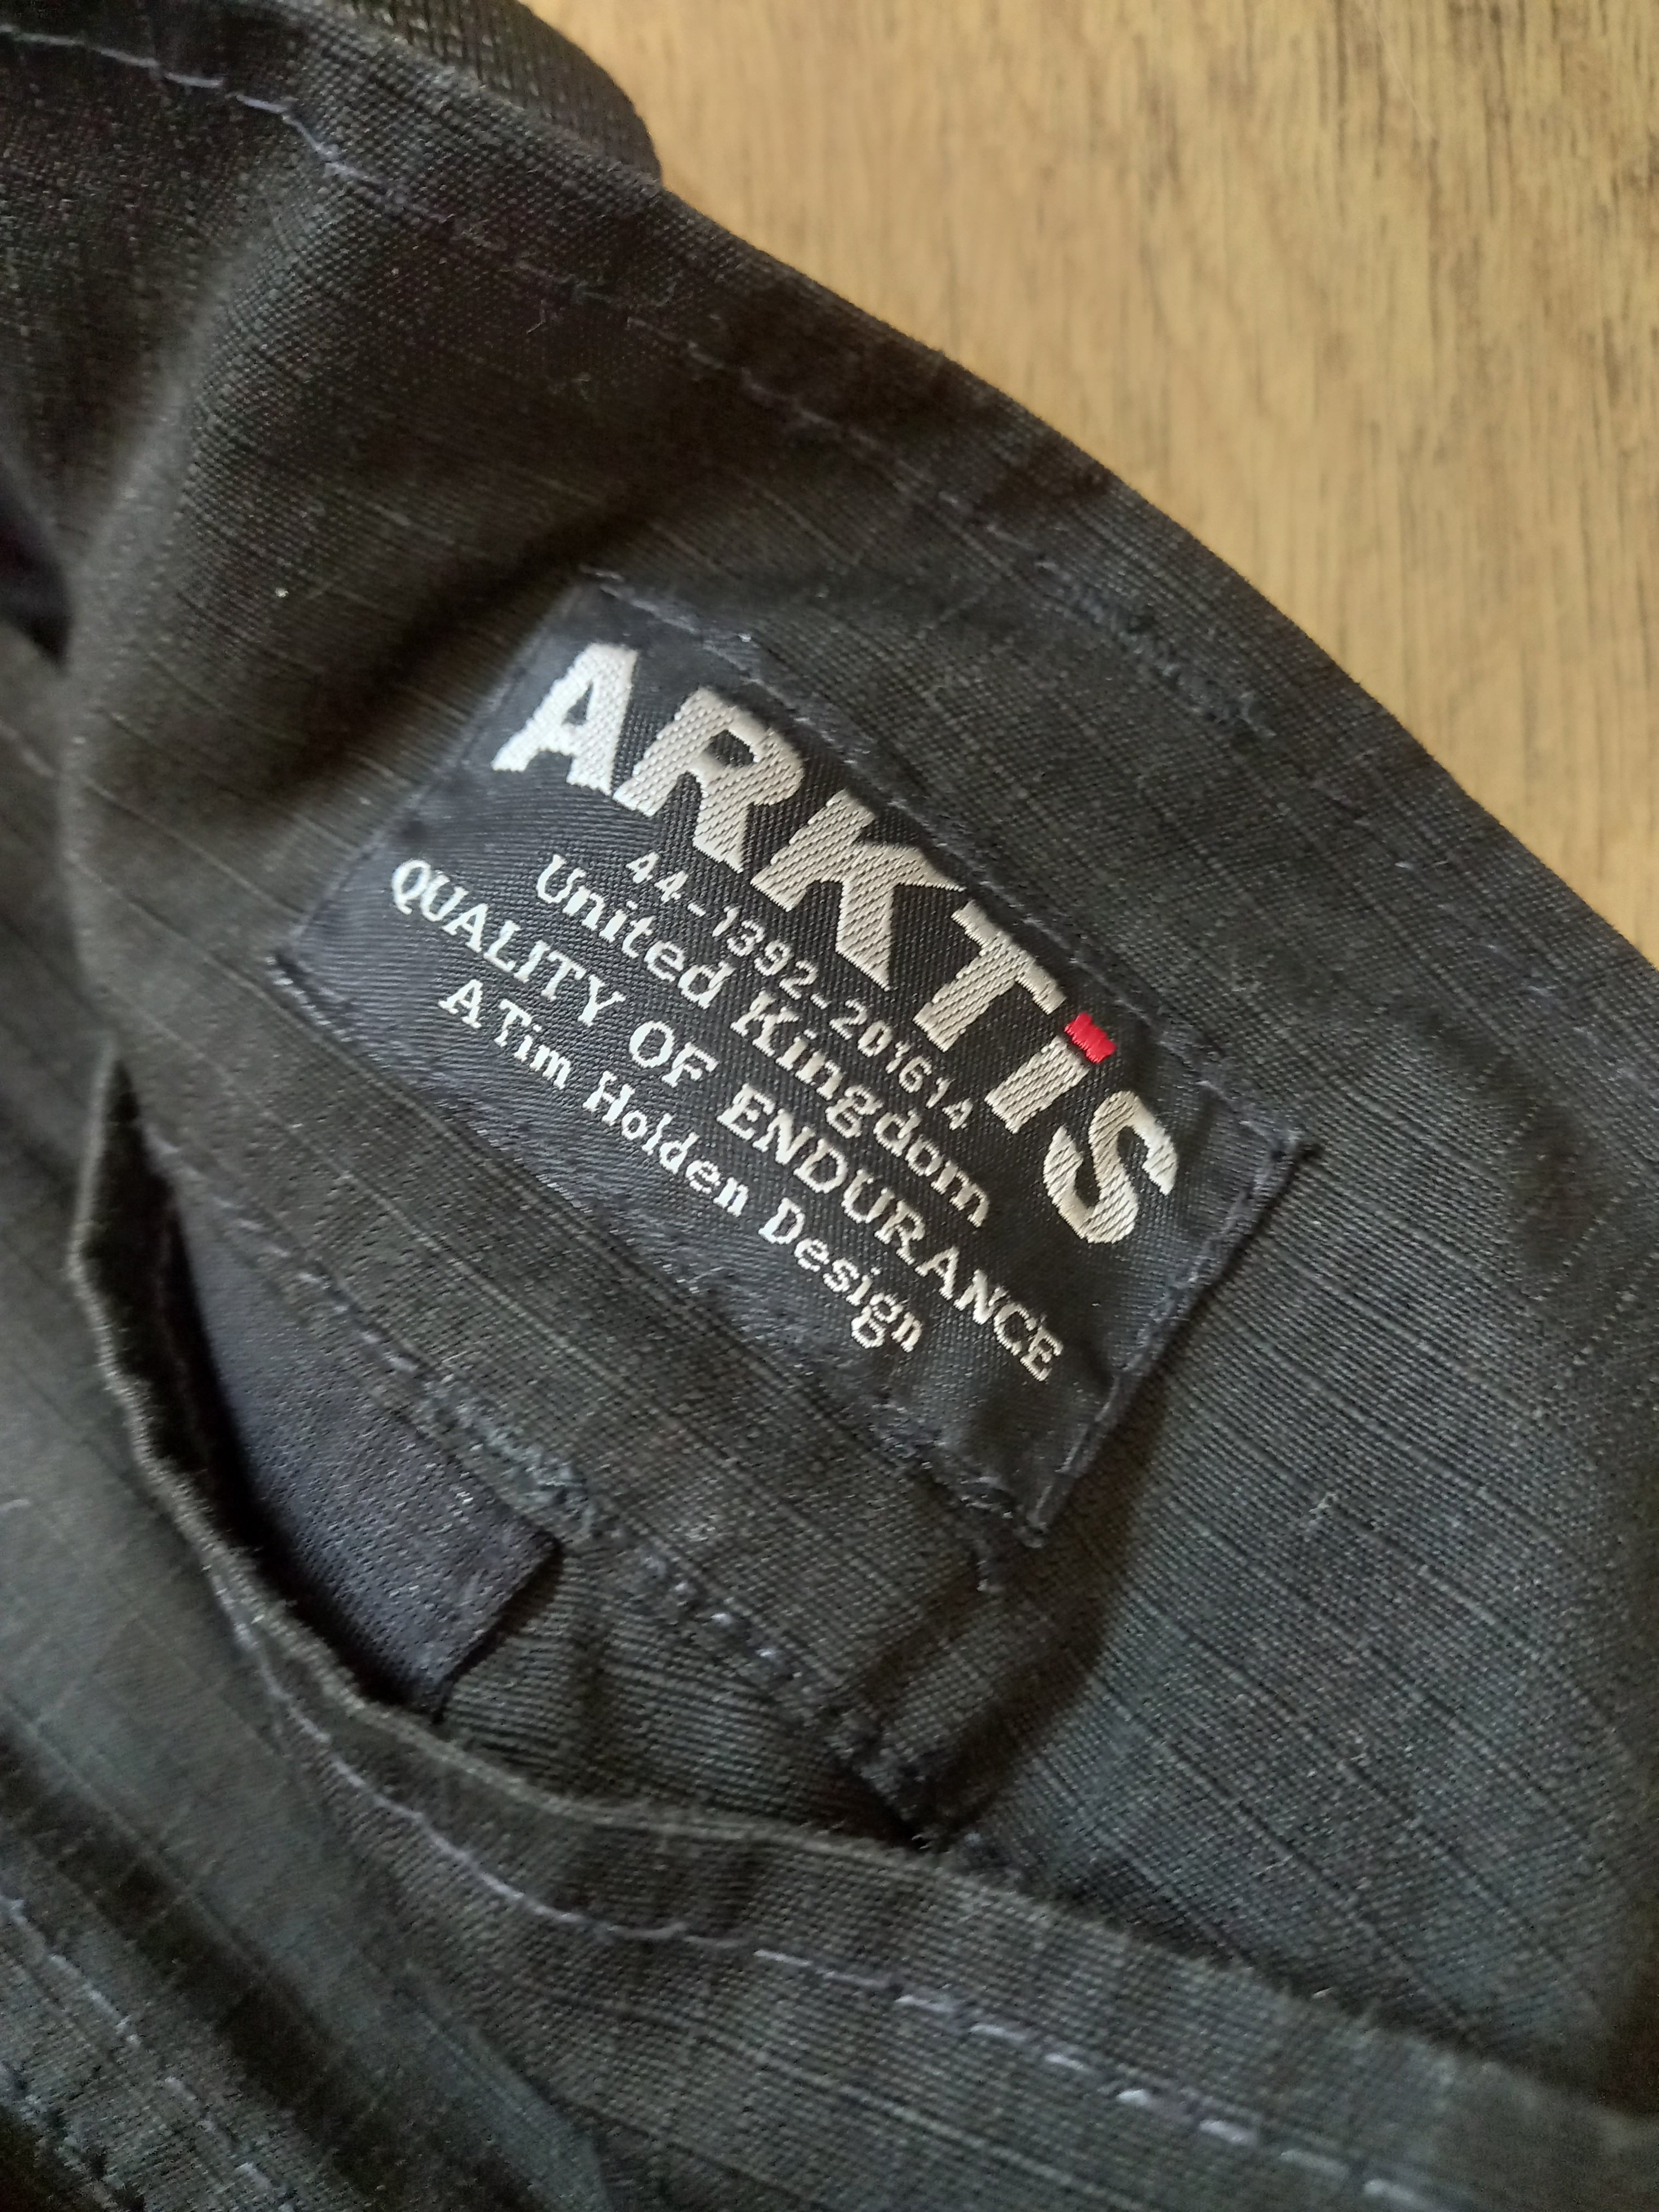 ARKTiS
44-1392-201614
United Kingdom
QUALITY OF ENDURANCE
A Tim Holden Design